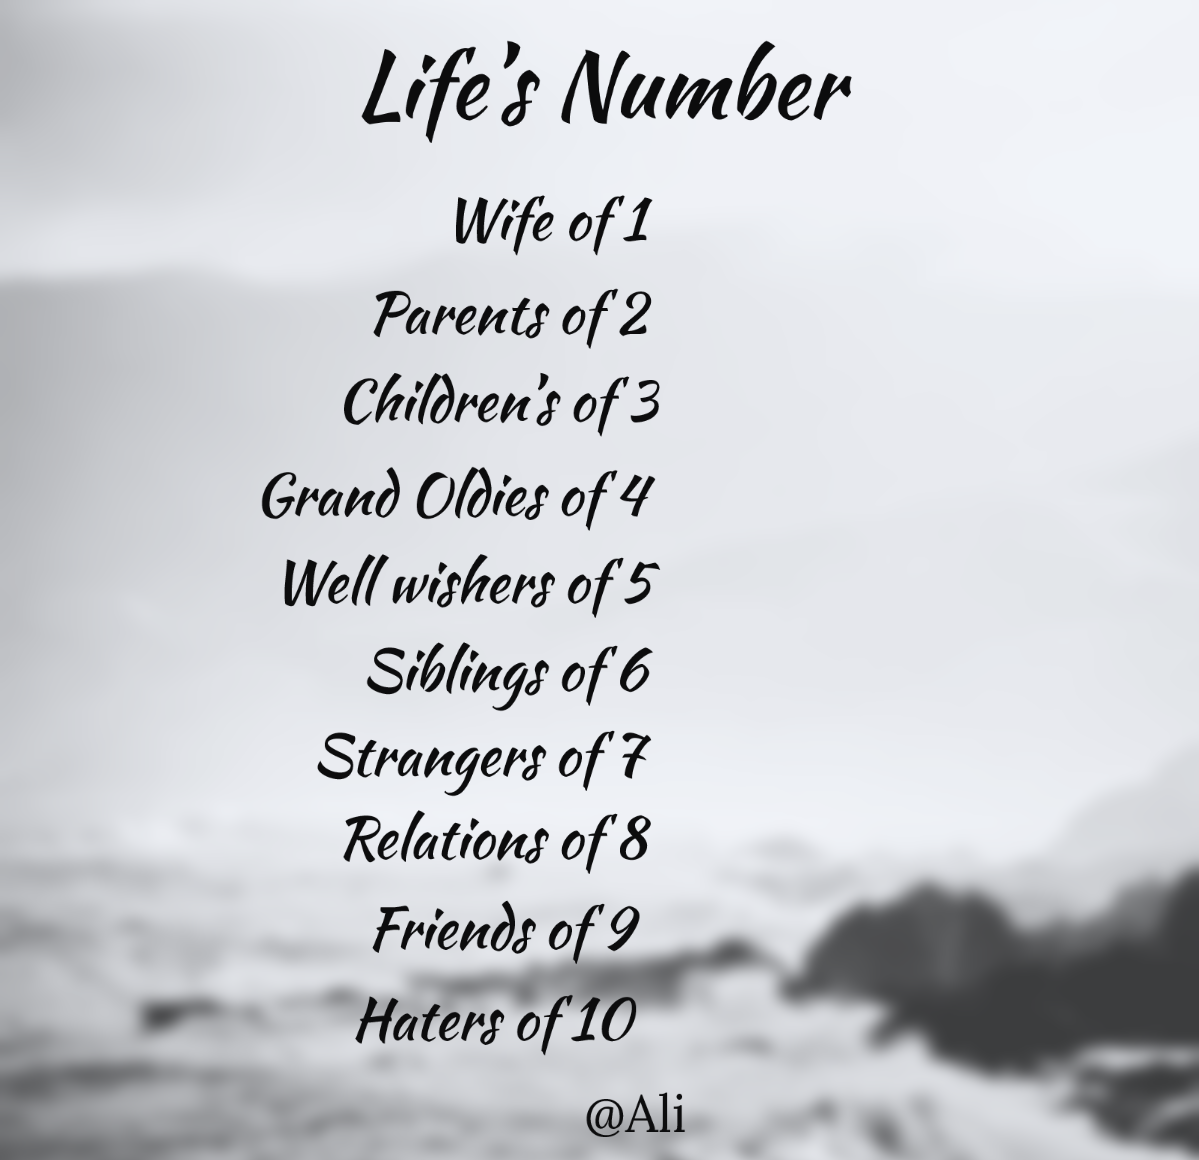 Life's Number
Wife of 1
Parents of 2
Children's of 3
Grand Oldies of 4
Well wishers of 5
Siblings of 6
Strangers of 7
Relations of 8
Friends of 9
Haters of 10
@Ali